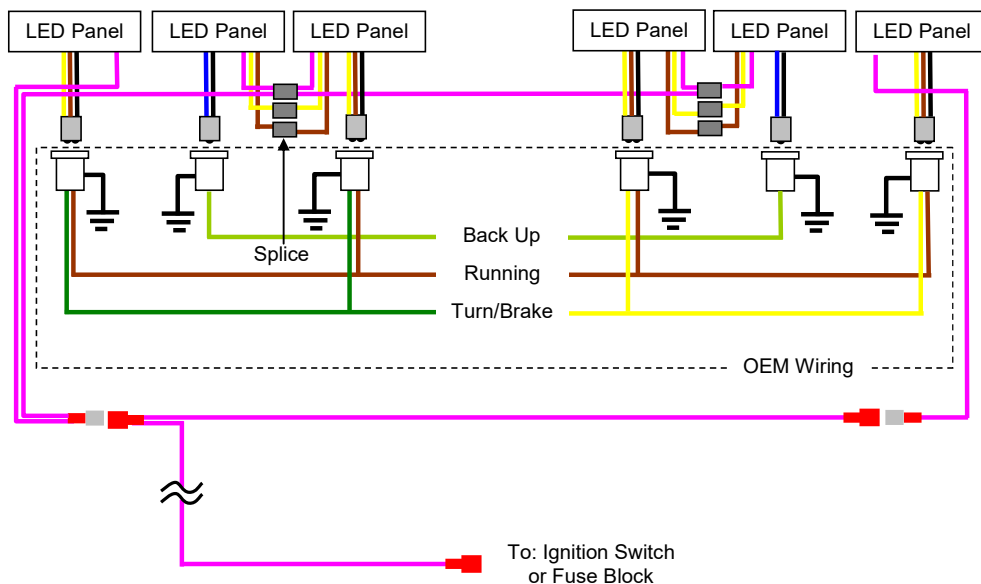 LED Panel
LED Panel
LED Panel
LED Panel
LED Panel
LED Panel
Splice
Back Up
Running
Turn/Brake
OEM Wiring
To: Ignition Switch
or Fuse Block